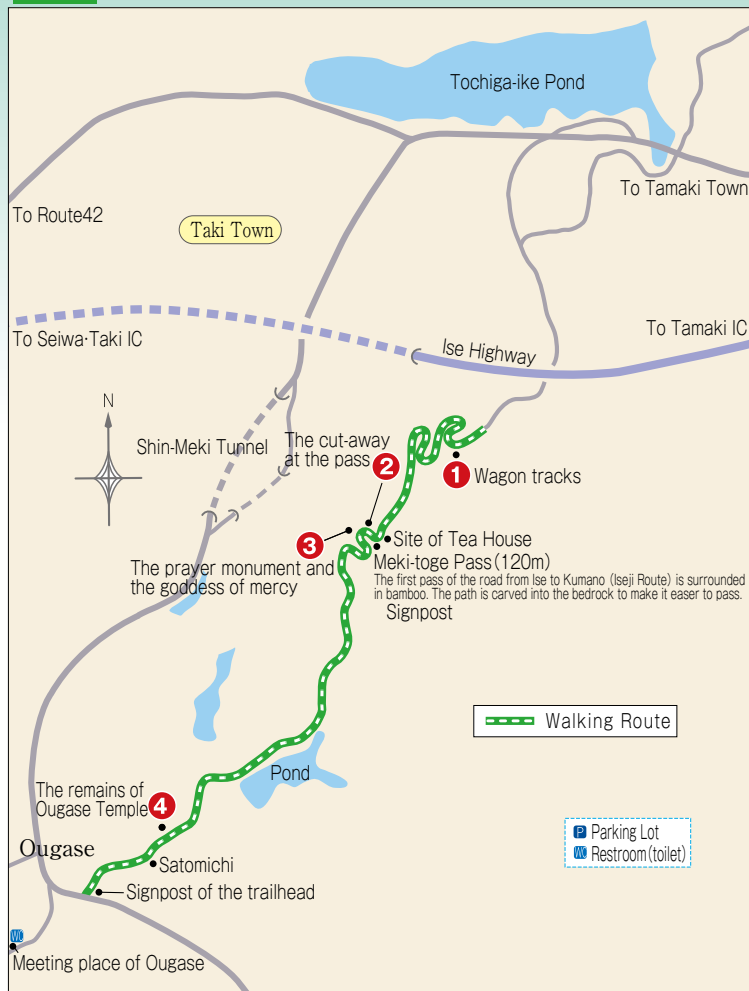 Tochiga-ike Pond
To Tamaki Town
To Route42
Taki Town
To Tamaki IC
To Seiwa·Taki IC
Ise Highway
N
Shin-Meki Tunnel
The cut-away
at the pass
2
1
Wagon tracks
3
Site of Tea House
Meki-toge Pass(120m)
The first pass of the road from Ise to Kumano (Iseji Route) is surrounded
in bamboo. The path is carved into the bedrock to make it easer to pass.
Signpost
The prayer monument and
the goddess of mercy
Walking Route
Pond
The remains of
Ougase Temple
4
Ougase
Satomichi
Signpost of the trailhead
P Parking Lot
WC Restroom(toilet)
WC
Meeting place of Ougase